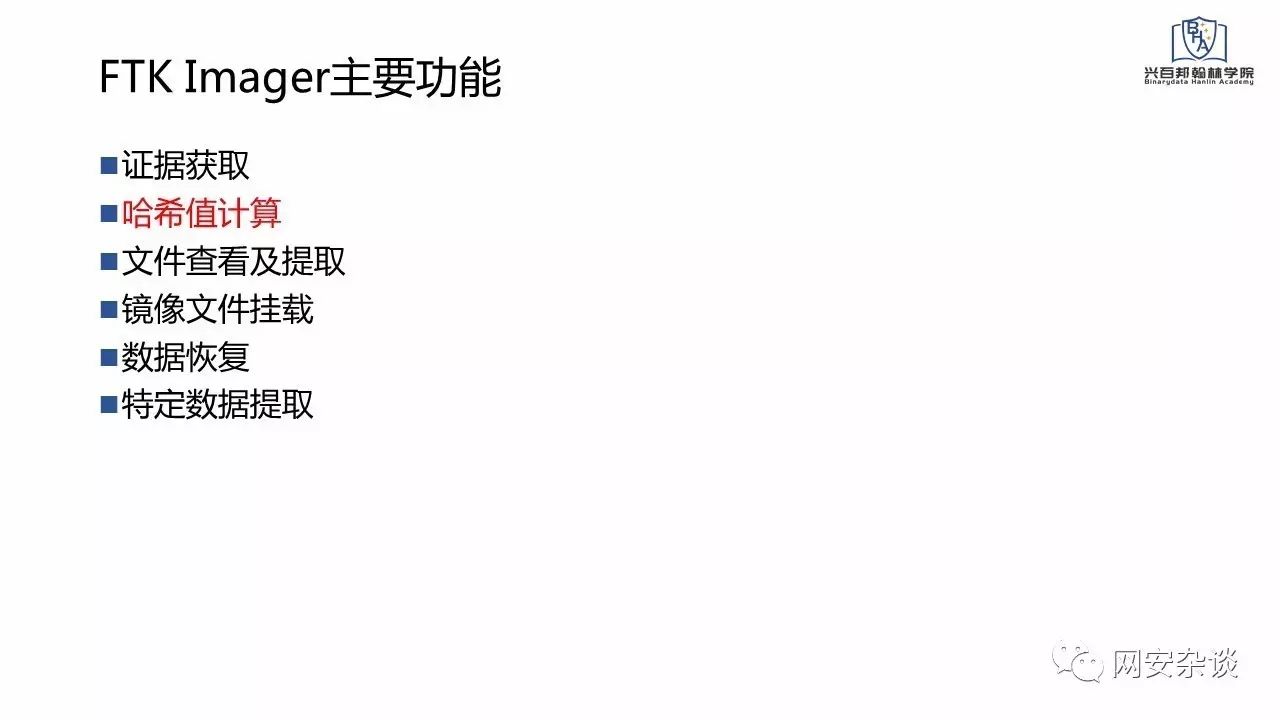 FTK Imager主要功能
BHA
兴百邦翰林学院
Binarydata Hanlin Academy
■证据获取
■哈希值计算
■文件查看及提取
■镜像文件挂载
■数据恢复
■特定数据提取
网安杂谈